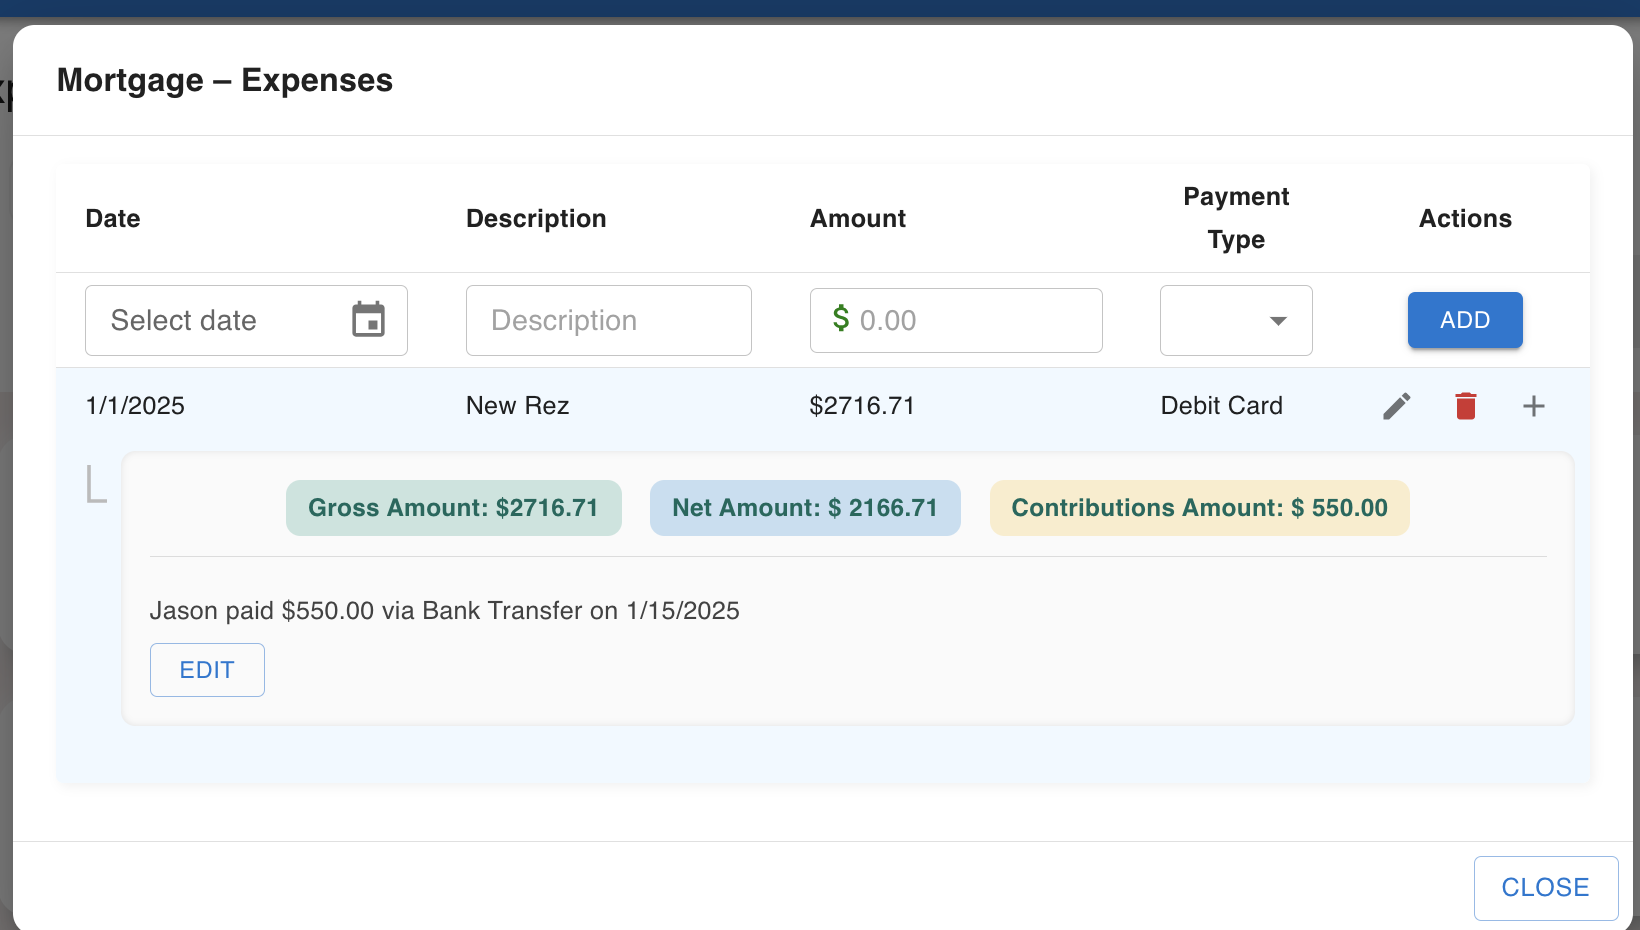 Mortgage – Expenses
Date Description Amount Payment Type Actions
Select date Description $ 0.00 ADD
1/1/2025 New Rez $2716.71 Debit Card
Gross Amount: $2716.71 Net Amount: $ 2166.71 Contributions Amount: $ 550.00
Jason paid $550.00 via Bank Transfer on 1/15/2025
EDIT
CLOSE